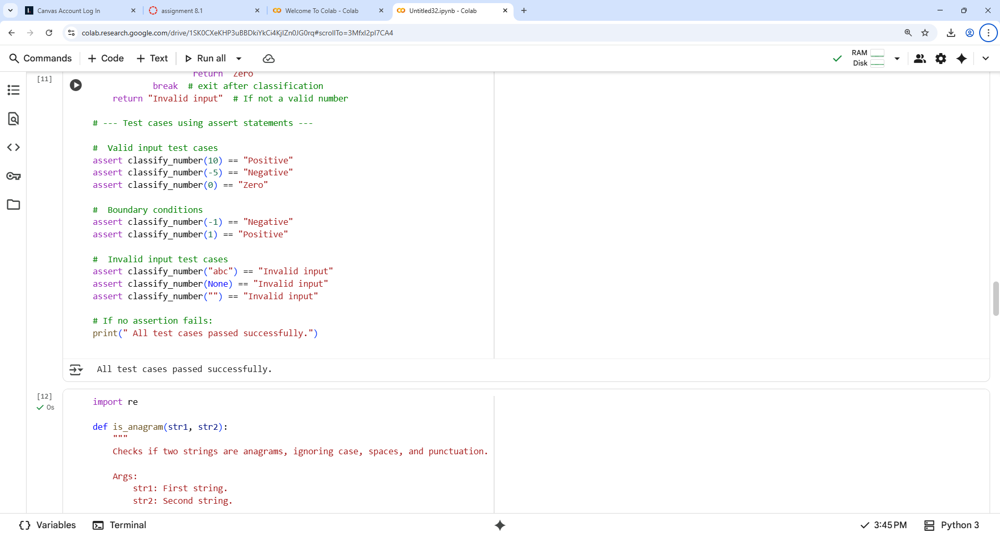 Canvas Account Log In
assignment 8.1
Welcome To Colab - Colab
Untitled32.ipynb - Colab
colab.research.google.com/drive/1SK0CXeKHP3uBBDkiYkCi4KjlZn0JG0rq#scrollTo=3Mfxl2pl7CA4
Commands
+ Code
+ Text
Run all
RAM
Disk
[11]
return "Zero"
break  # exit after classification
return "Invalid input"  # If not a valid number
# --- Test cases using assert statements ---
#  Valid input test cases
assert classify_number(10) == "Positive"
assert classify_number(-5) == "Negative"
assert classify_number(0) == "Zero"
#  Boundary conditions
assert classify_number(-1) == "Negative"
assert classify_number(1) == "Positive"
#  Invalid input test cases
assert classify_number("abc") == "Invalid input"
assert classify_number(None) == "Invalid input"
assert classify_number("") == "Invalid input"
# If no assertion fails:
print(" All test cases passed successfully.")
All test cases passed successfully.
[12]
0s
import re
def is_anagram(str1, str2):
"""
Checks if two strings are anagrams, ignoring case, spaces, and punctuation.
Args:
str1: First string.
str2: Second string.
{} Variables
Terminal
3:45 PM
Python 3